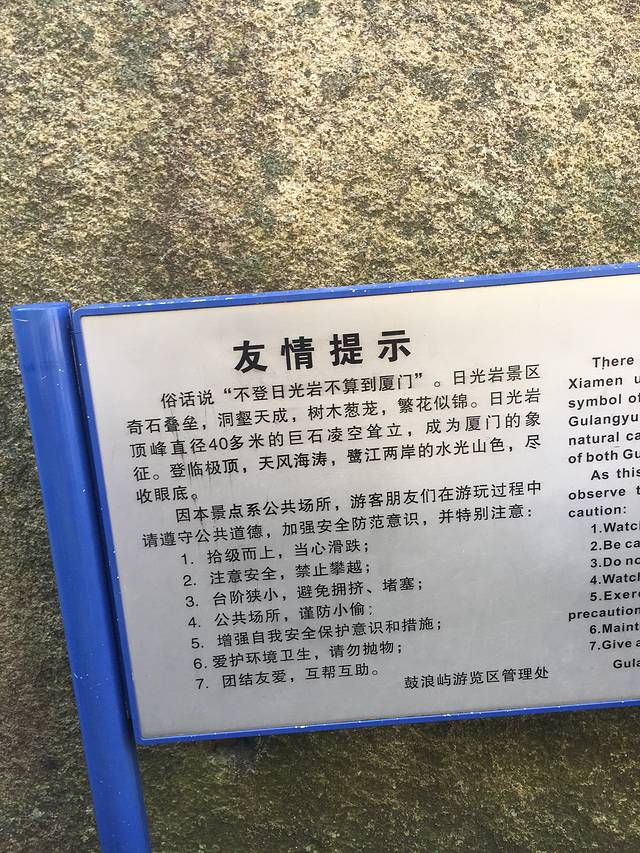 友情提示
俗话说“不登日光岩不算到厦门”。日光岩景区
奇石叠垒，洞壑天成，树木葱茏，繁花似锦。日光岩
顶峰直径40多米的巨石凌空耸立，成为厦门的象
征。登临极顶，天风海涛，鹭江两岸的水光山色，尽
收眼底。
因本景点系公共场所，游客朋友们在游玩过程中
请遵守公共道德，加强安全防范意识，并特别注意：
1. 拾级而上，当心滑跌；
2. 注意安全，禁止攀越；
3. 台阶狭小，避免拥挤、堵塞；
4. 公共场所，谨防小偷；
5. 增强自我安全保护意识和措施；
6. 爱护环境卫生，请勿抛物；
7. 团结友爱，互帮互助。
鼓浪屿游览区管理处
There
Xiamen u
symbol of
Gulangyu
natural ca
of both Gu
As this
observe t
caution:
1.Watch
2.Be ca
3.Do no
4.Watch
5.Exer
precaution
6.Maint
7.Give a
Gula